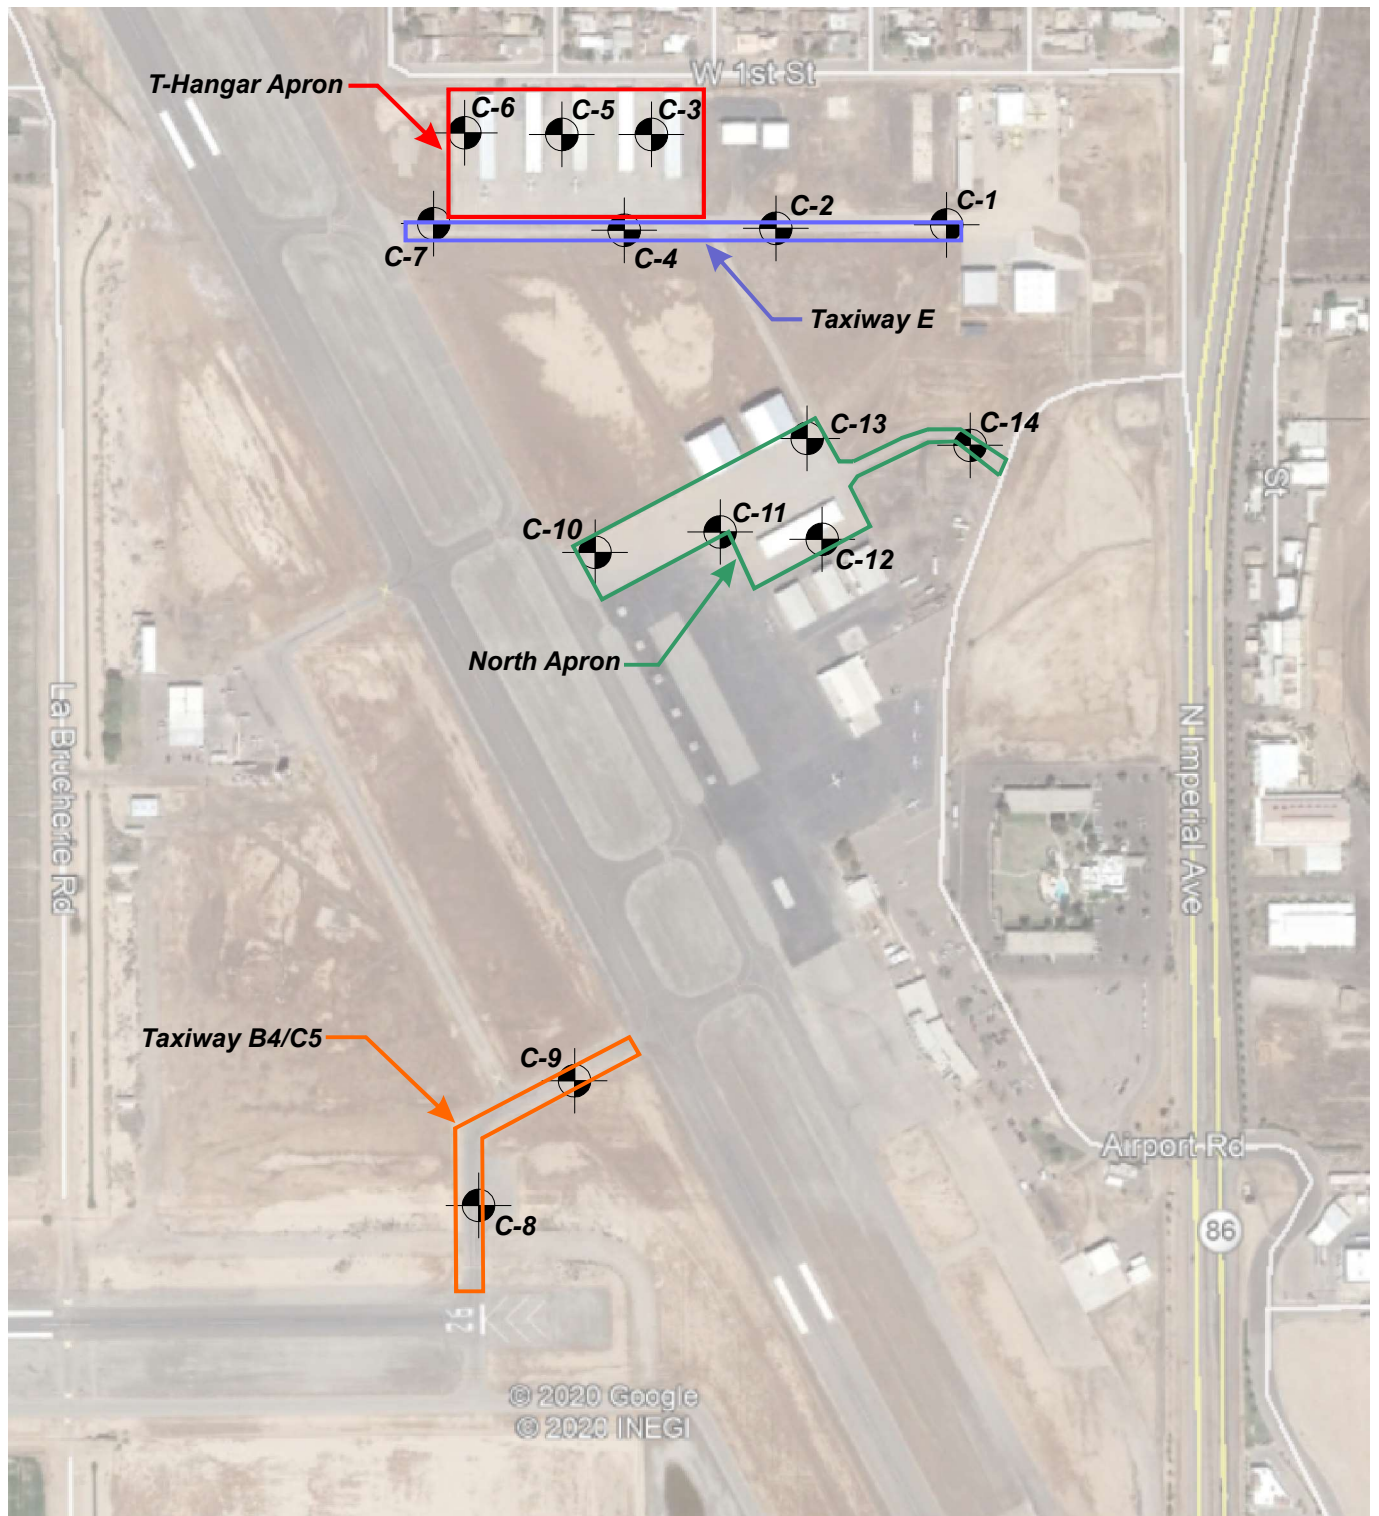 W 1st St
T-Hangar Apron
C-6
C-5
C-3
C-2
C-1
C-7
C-4
Taxiway E
C-13
C-14
St
C-10
C-11
C-12
North Apron
La Brucherie Rd
N Imperial Ave
Taxiway B4/C5
C-9
Airport Rd
C-8
86
26
© 2020 Google
© 2020 INEGI